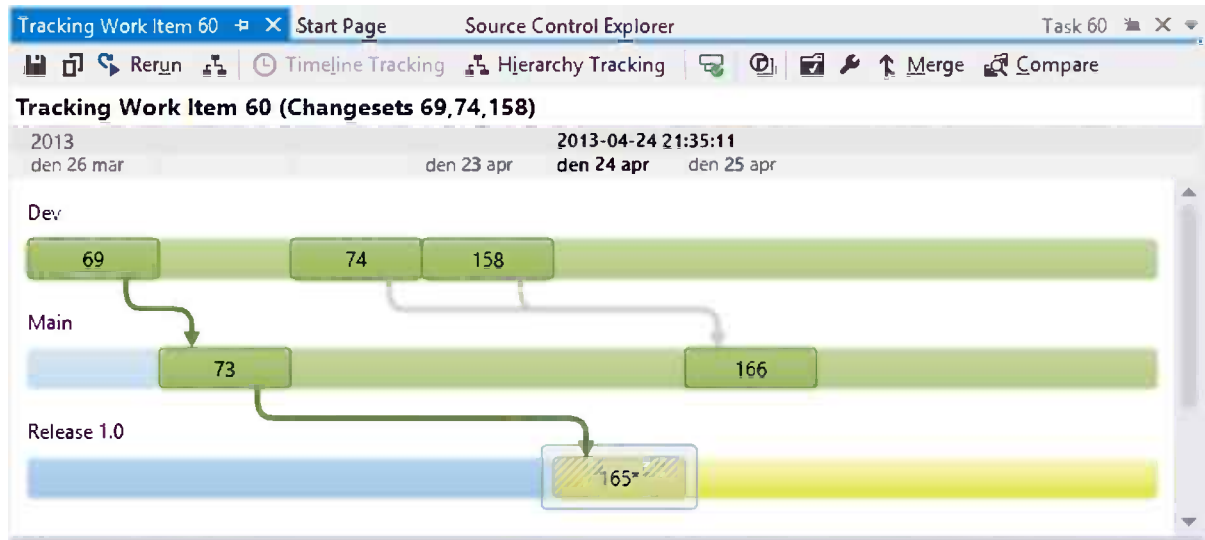 Tracking Work Item 60 Start Page Source Control Explorer Task 60
Rerun Timeline Tracking Hierarchy Tracking Merge Compare
Tracking Work Item 60 (Changesets 69,74,158)
2013 2013-04-24 21:35:11
den 26 mar den 23 apr den 24 apr den 25 apr
Dev
69 74 158
Main
73 166
Release 1.0
165*